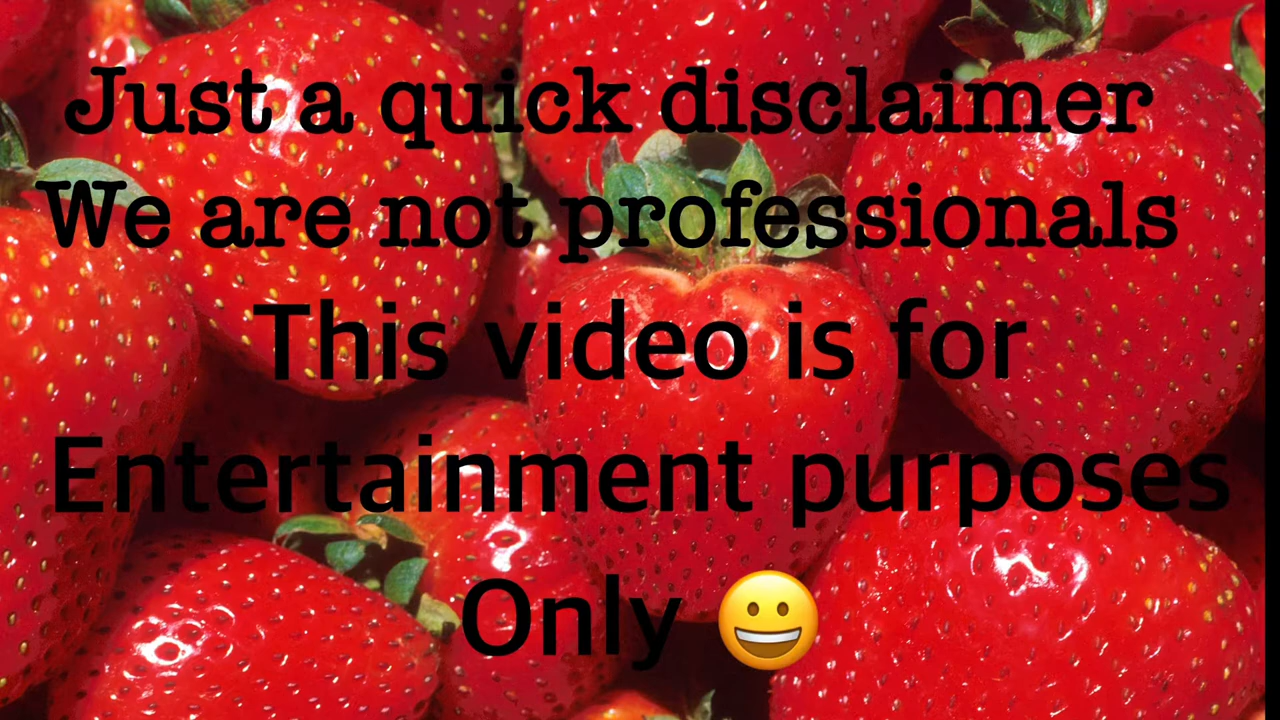 Just a quick disclaimer
We are not professionals
This video is for
Entertainment purposes
Only 😀